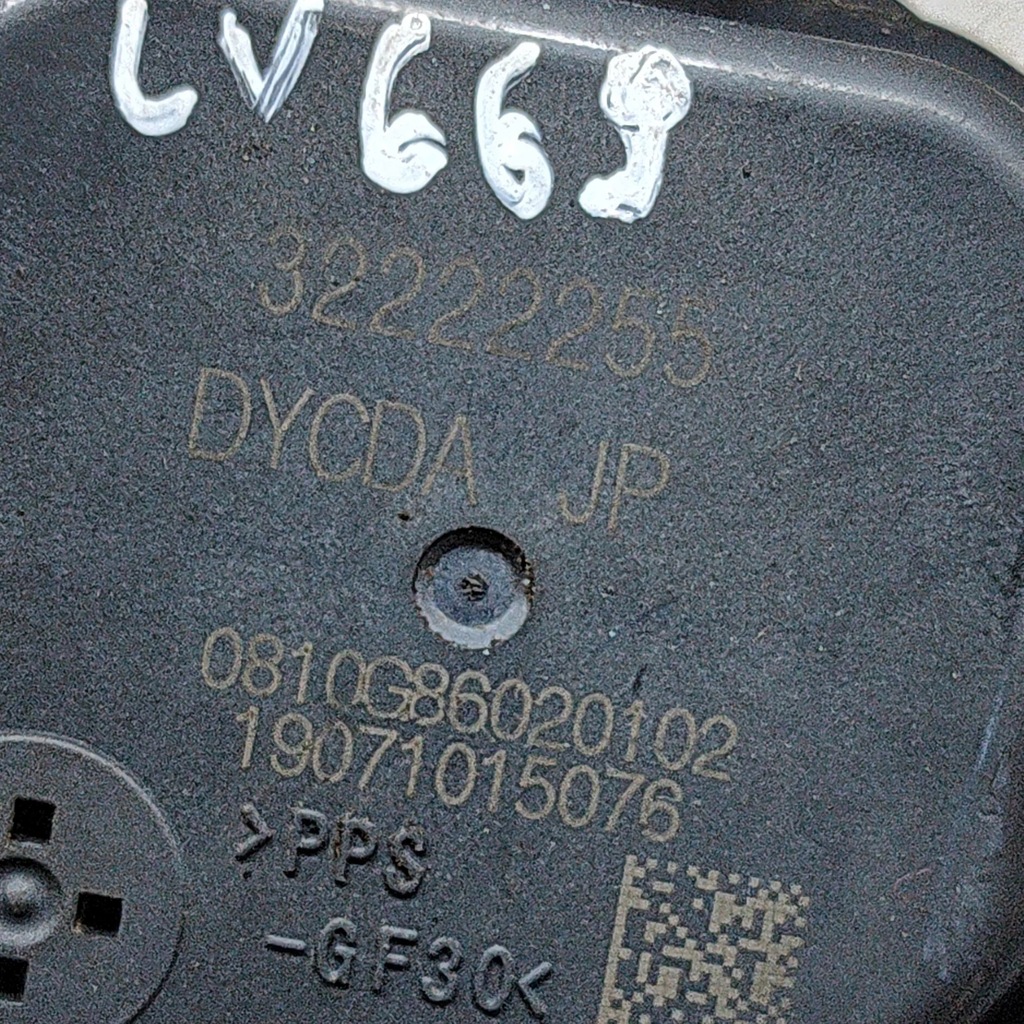 LV669
32222255
DYCDA JP
0810G86020102
19071015076
>PPS
-GF30<